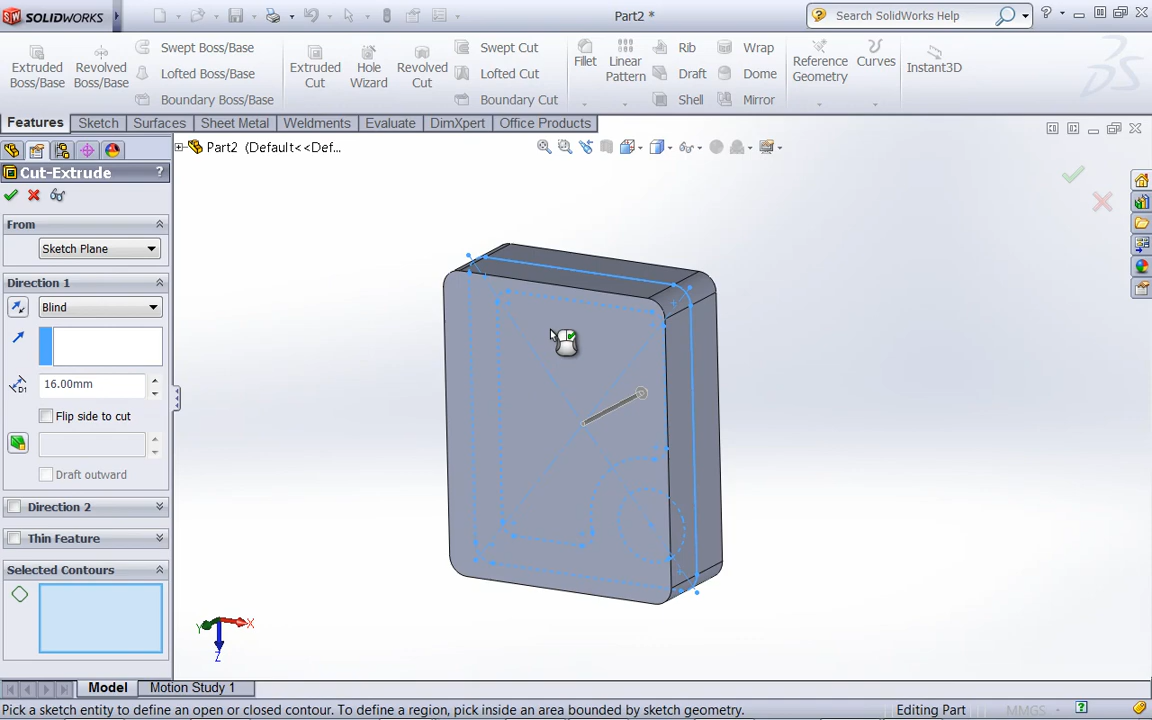 SOLIDWORKS
Part2 *
Search SolidWorks Help
Extruded Boss/Base
Revolved Boss/Base
Swept Boss/Base
Lofted Boss/Base
Boundary Boss/Base
Extruded Cut
Hole Wizard
Revolved Cut
Swept Cut
Lofted Cut
Boundary Cut
Fillet
Linear Pattern
Rib
Draft
Shell
Wrap
Dome
Mirror
Reference Geometry
Curves
Instant3D
Features
Sketch
Surfaces
Sheet Metal
Weldments
Evaluate
DimXpert
Office Products
Part2 (Default<<Def...
Cut-Extrude
?
From
Sketch Plane
Direction 1
Blind
D1
16.00mm
Flip side to cut
Draft outward
Direction 2
Thin Feature
Selected Contours
Y
X
Z
Model
Motion Study 1
Pick a sketch entity to define an open or closed contour. To define a region, pick inside an area bounded by sketch geometry.
Editing Part
MMGS